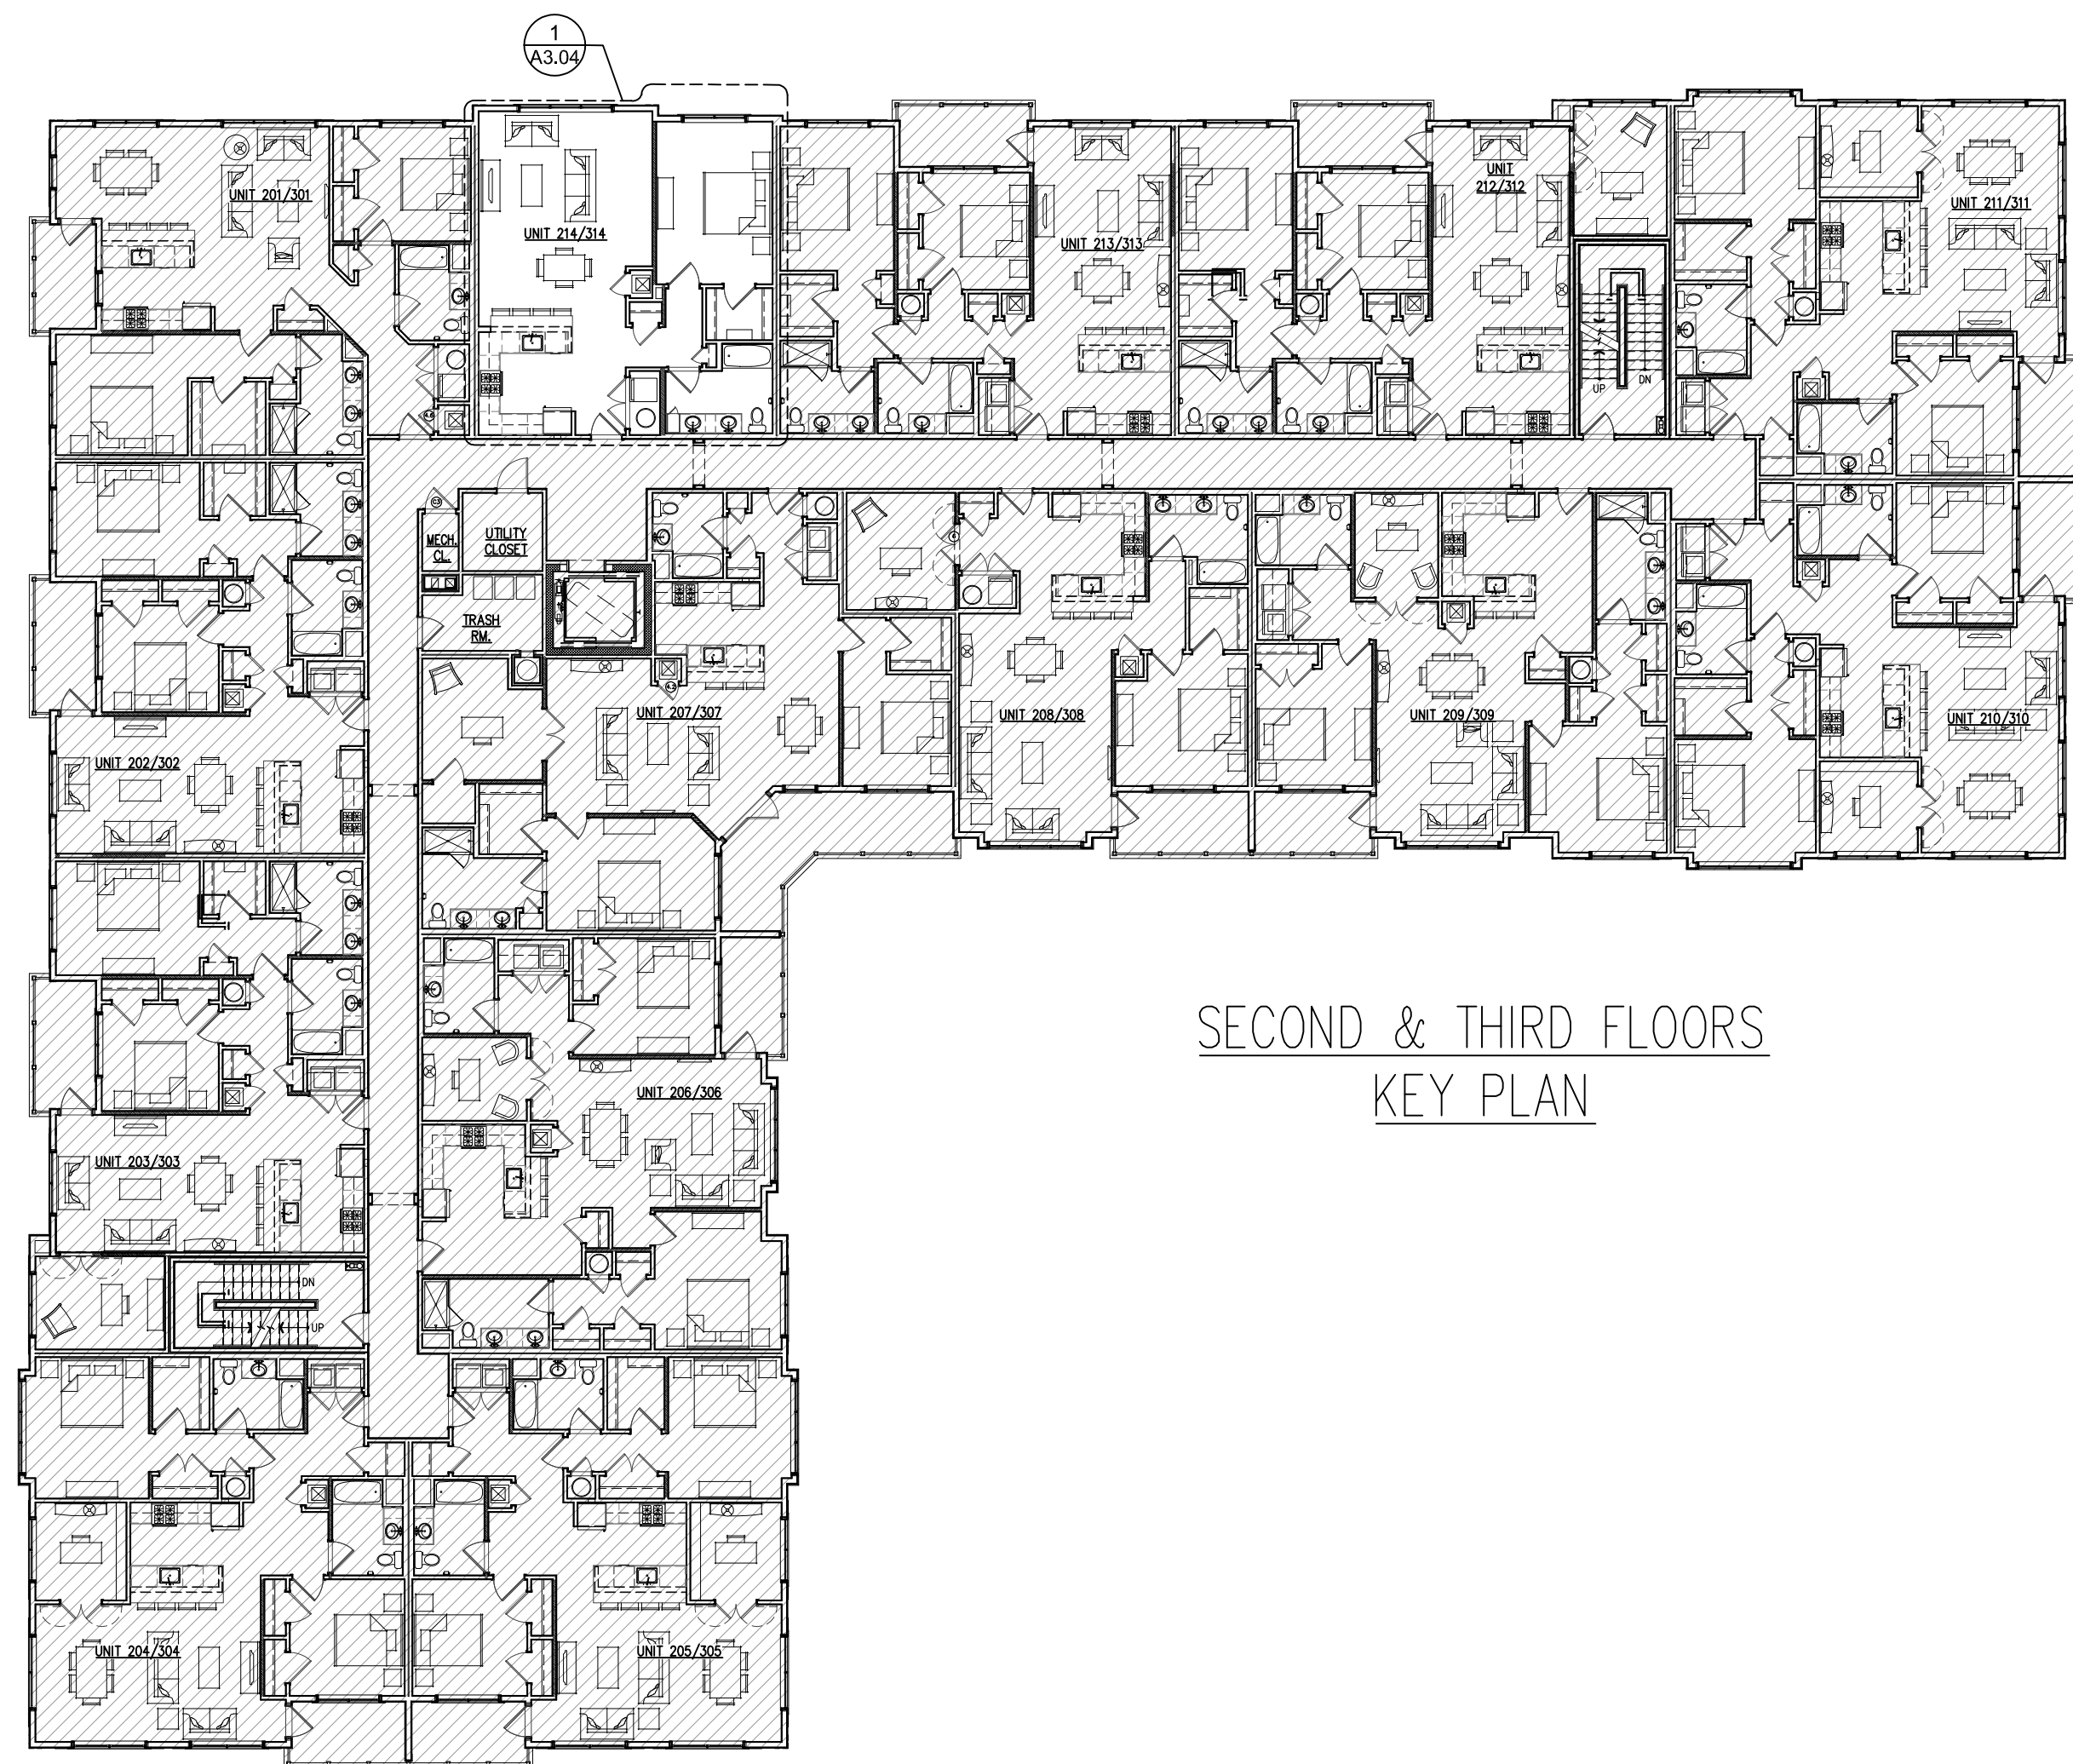 1
A3.04
UNIT 201/301
UNIT 214/314
UNIT 213/313
UNIT
212/312
UNIT 211/311
UP
DN
MECH.
CL.
UTILITY
CLOSET
TRASH
RM.
UNIT 202/302
UNIT 207/307
UNIT 208/308
UNIT 209/309
UNIT 210/310
SECOND & THIRD FLOORS
KEY PLAN
UNIT 206/306
UNIT 203/303
DN
UP
UNIT 204/304
UNIT 205/305